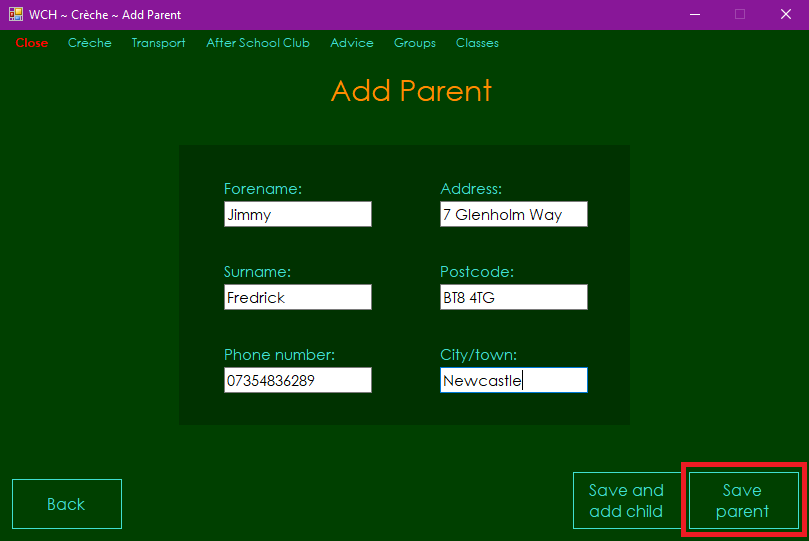 WCH ~ Crèche ~ Add Parent
Close Crèche Transport After School Club Advice Groups Classes
Add Parent
Forename:
Jimmy
Address:
7 Glenholm Way
Surname:
Fredrick
Postcode:
BT8 4TG
Phone number:
07354836289
City/town:
Newcastle
Back
Save and
add child
Save
parent